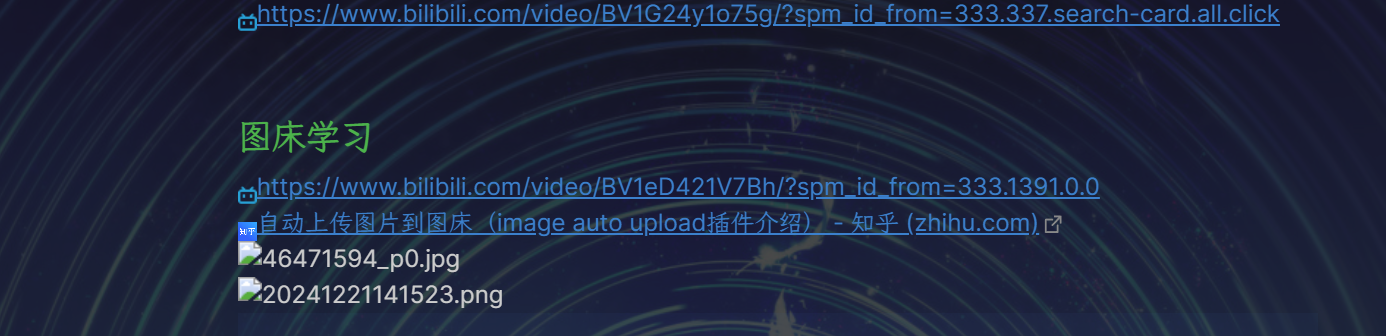 https://www.bilibili.com/video/BV1G24y1o75g/?spm_id_from=333.337.search-card.all.click
图床学习
https://www.bilibili.com/video/BV1eD421V7Bh/?spm_id_from=333.1391.0.0
知乎自动上传图片到图床（image auto upload插件介绍） - 知乎 (zhihu.com)
46471594_p0.jpg
20241221141523.png